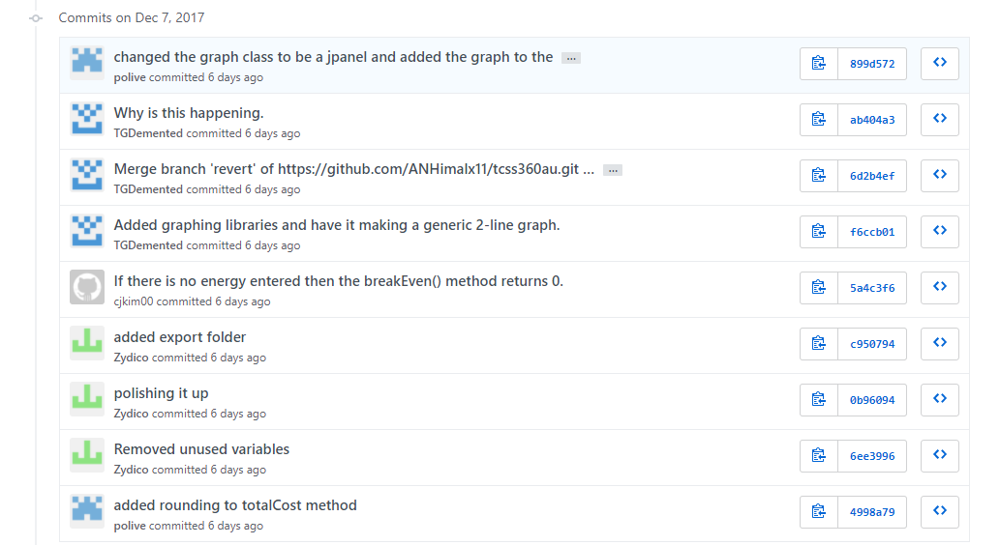 Commits on Dec 7, 2017
changed the graph class to be a jpanel and added the graph to the ...
polive committed 6 days ago
899d572
Why is this happening.
TGDemented committed 6 days ago
ab404a3
Merge branch 'revert' of https://github.com/ANHimalx11/tcss360au.git ... ...
TGDemented committed 6 days ago
6d2b4ef
Added graphing libraries and have it making a generic 2-line graph.
TGDemented committed 6 days ago
f6ccb01
If there is no energy entered then the breakEven() method returns 0.
cjkim00 committed 6 days ago
5a4c3f6
added export folder
Zydico committed 6 days ago
c950794
polishing it up
Zydico committed 6 days ago
0b96094
Removed unused variables
Zydico committed 6 days ago
6ee3996
added rounding to totalCost method
polive committed 6 days ago
4998a79